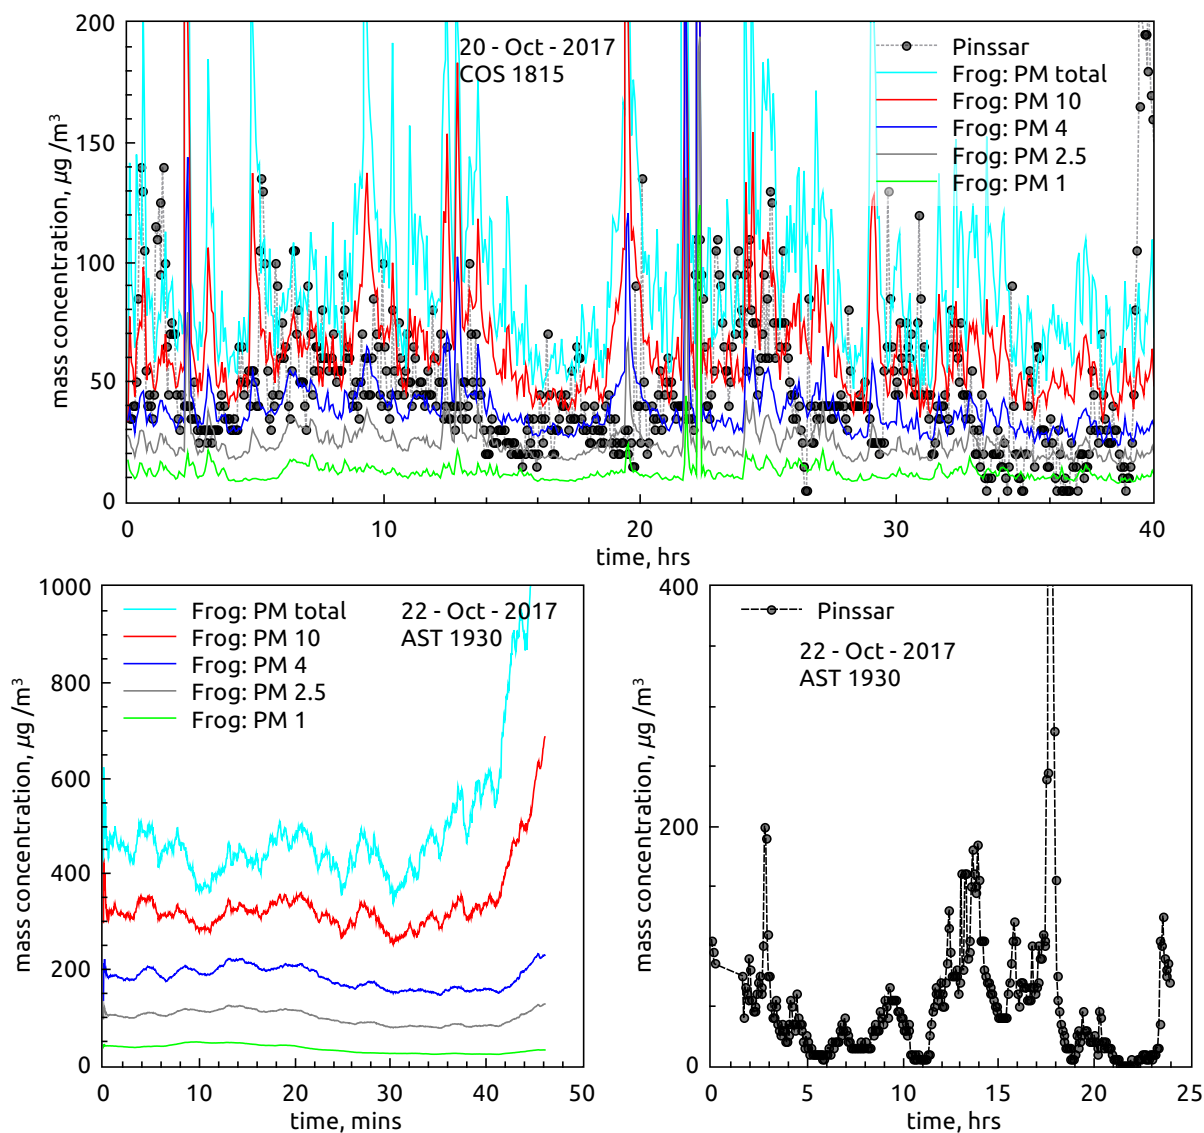 200
150
100
50
0
mass concentration, µg /m³
20 - Oct - 2017
COS 1815
Pinssar
Frog: PM total
Frog: PM 10
Frog: PM 4
Frog: PM 2.5
Frog: PM 1
0 10 20 30 40
time, hrs
1000
800
600
400
200
0
mass concentration, µg /m³
Frog: PM total
Frog: PM 10
Frog: PM 4
Frog: PM 2.5
Frog: PM 1
22 - Oct - 2017
AST 1930
0 10 20 30 40 50
time, mins
400
200
0
mass concentration, µg /m³
Pinssar
22 - Oct - 2017
AST 1930
0 5 10 15 20 25
time, hrs